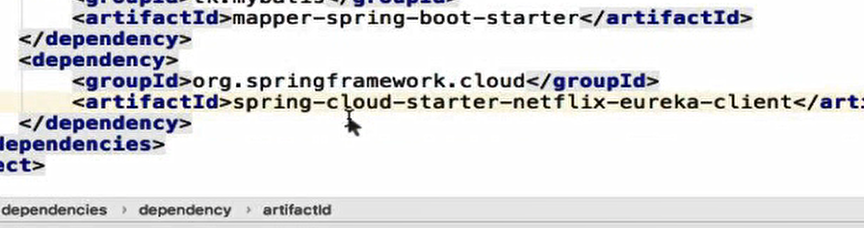 <artifactId>mapper-spring-boot-starter</artifactId>
</dependency>
<dependency>
<groupId>org.springframework.cloud</groupId>
<artifactId>spring-cloud-starter-netflix-eureka-client</arti
</dependency>
dependencies>
ect>
dependencies › dependency › artifactId